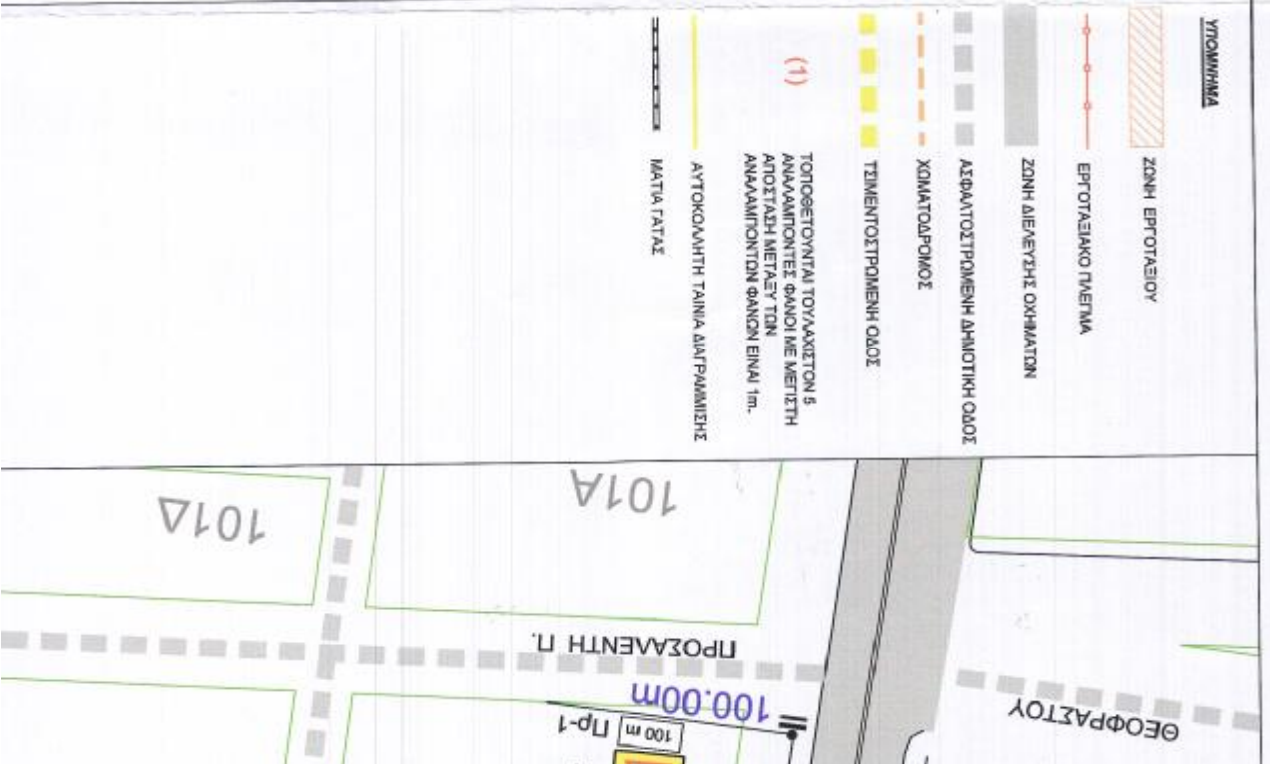 ΥΠΟΜΝΗΜΑ
ΖΩΝΗ ΕΡΓΟΤΑΞΙΟΥ
ΕΡΓΟΤΑΞΙΑΚΟ ΠΛΕΓΜΑ
ΖΩΝΗ ΔΙΕΛΕΥΣΗΣ ΟΧΗΜΑΤΩΝ
ΑΣΦΑΛΤΟΣΤΡΩΜΕΝΗ ΔΗΜΟΤΙΚΗ ΟΔΟΣ
ΧΩΜΑΤΟΔΡΟΜΟΣ
ΤΣΙΜΕΝΤΟΣΤΡΩΜΕΝΗ ΟΔΟΣ
(1)
ΤΟΠΟΘΕΤΟΥΝΤΑΙ ΤΟΥΛΑΧΙΣΤΟΝ 5
ΑΝΑΛΑΜΠΟΝΤΕΣ ΦΑΝΟΙ ΜΕ ΜΕΓΙΣΤΗ
ΑΠΟΣΤΑΣΗ ΜΕΤΑΞΥ ΤΩΝ
ΑΝΑΛΑΜΠΟΝΤΩΝ ΦΑΝΩΝ ΕΙΝΑΙ 1m.
ΑΥΤΟΚΟΛΛΗΤΗ ΤΑΙΝΙΑ ΔΙΑΓΡΑΜΜΙΣΗΣ
ΜΑΤΙΑ ΓΑΤΑΣ
101Δ
101Α
ΠΡΟΣΑΛΕΝΤΗ Π.
100.00m
100 m
Πρ-1
ΘΕΟΦΡΑΣΤΟΥ